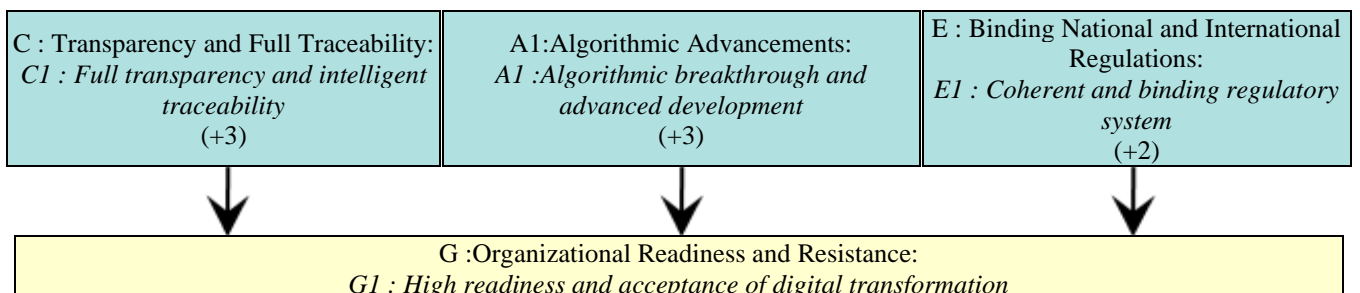 C : Transparency and Full Traceability:
C1 : Full transparency and intelligent
traceability
(+3)
A1:Algorithmic Advancements:
A1 :Algorithmic breakthrough and
advanced development
(+3)
E : Binding National and International
Regulations:
E1 : Coherent and binding regulatory
system
(+2)
G :Organizational Readiness and Resistance:
G1 : High readiness and acceptance of digital transformation